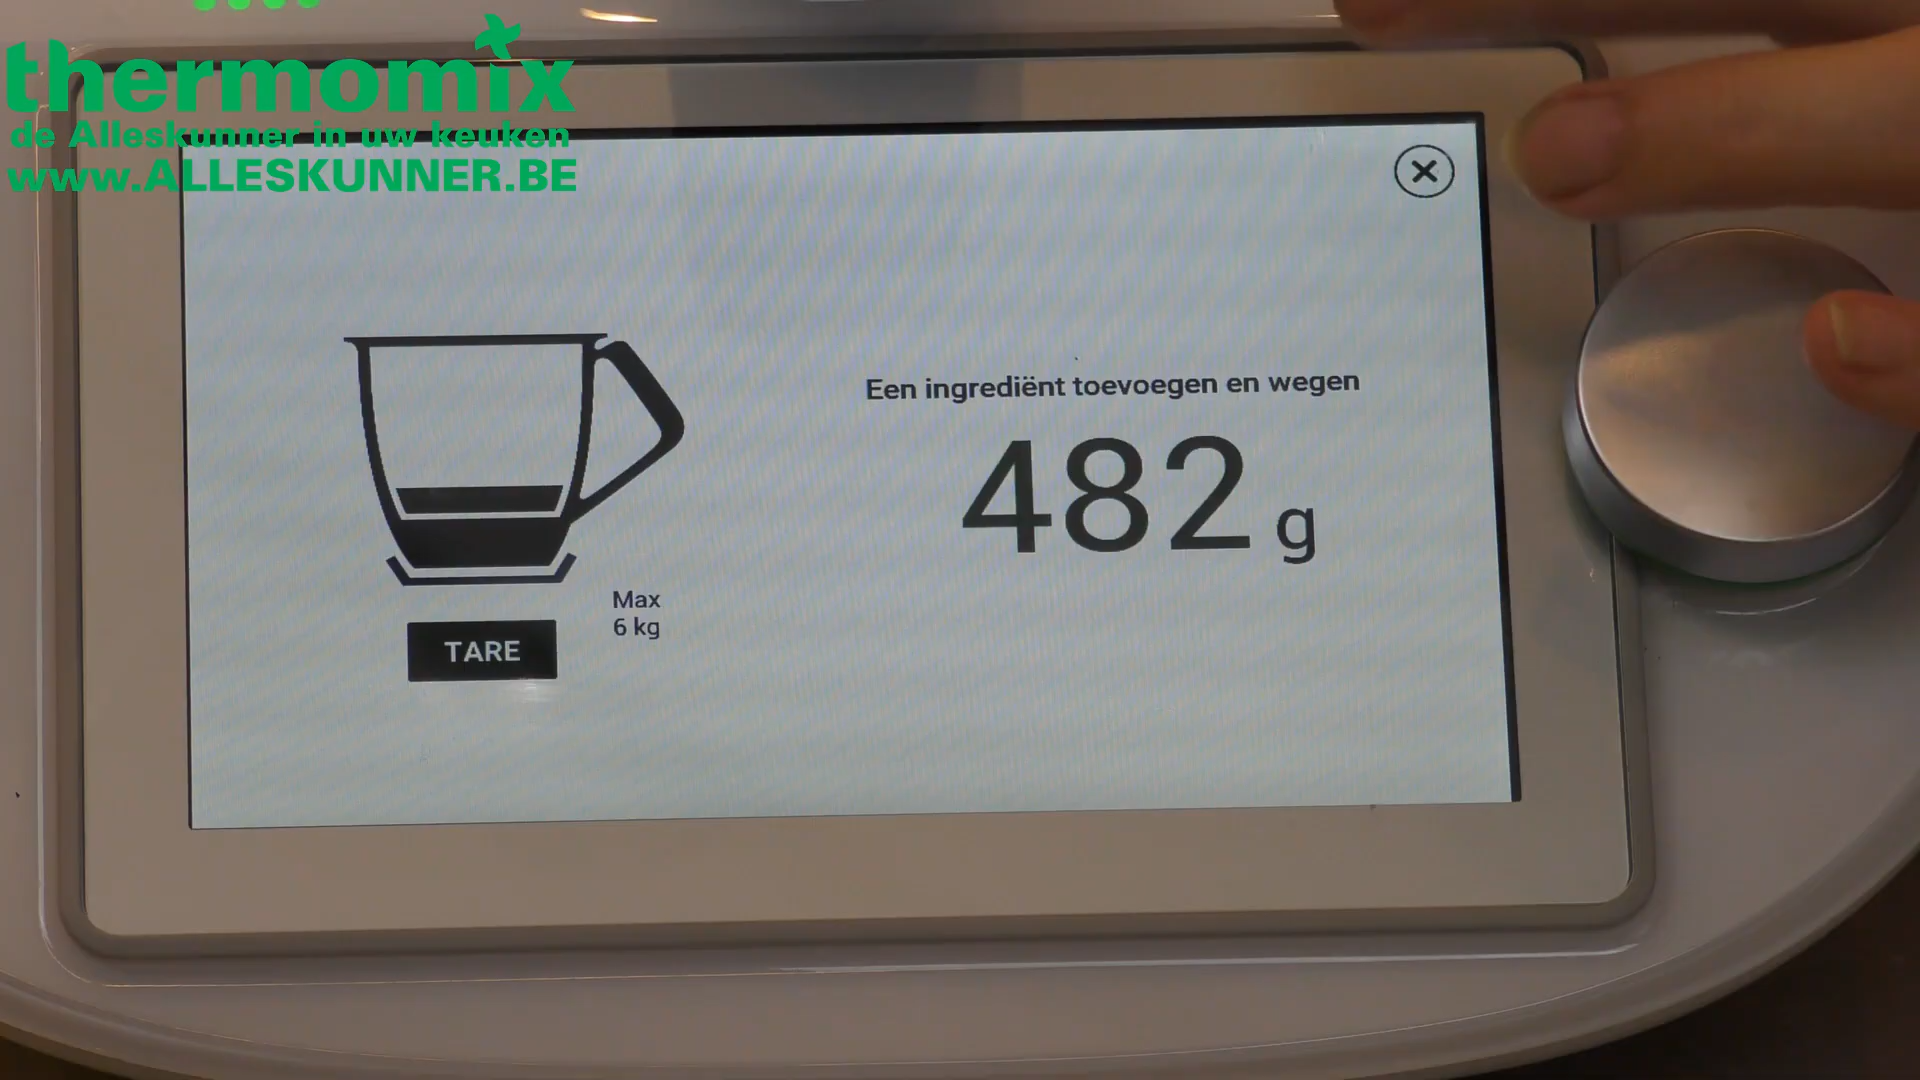 thermomix
de Alleskunner in uw keuken
www.ALLESKUNNER.BE
Een ingrediënt toevoegen en wegen
482 g
Max
6 kg
TARE